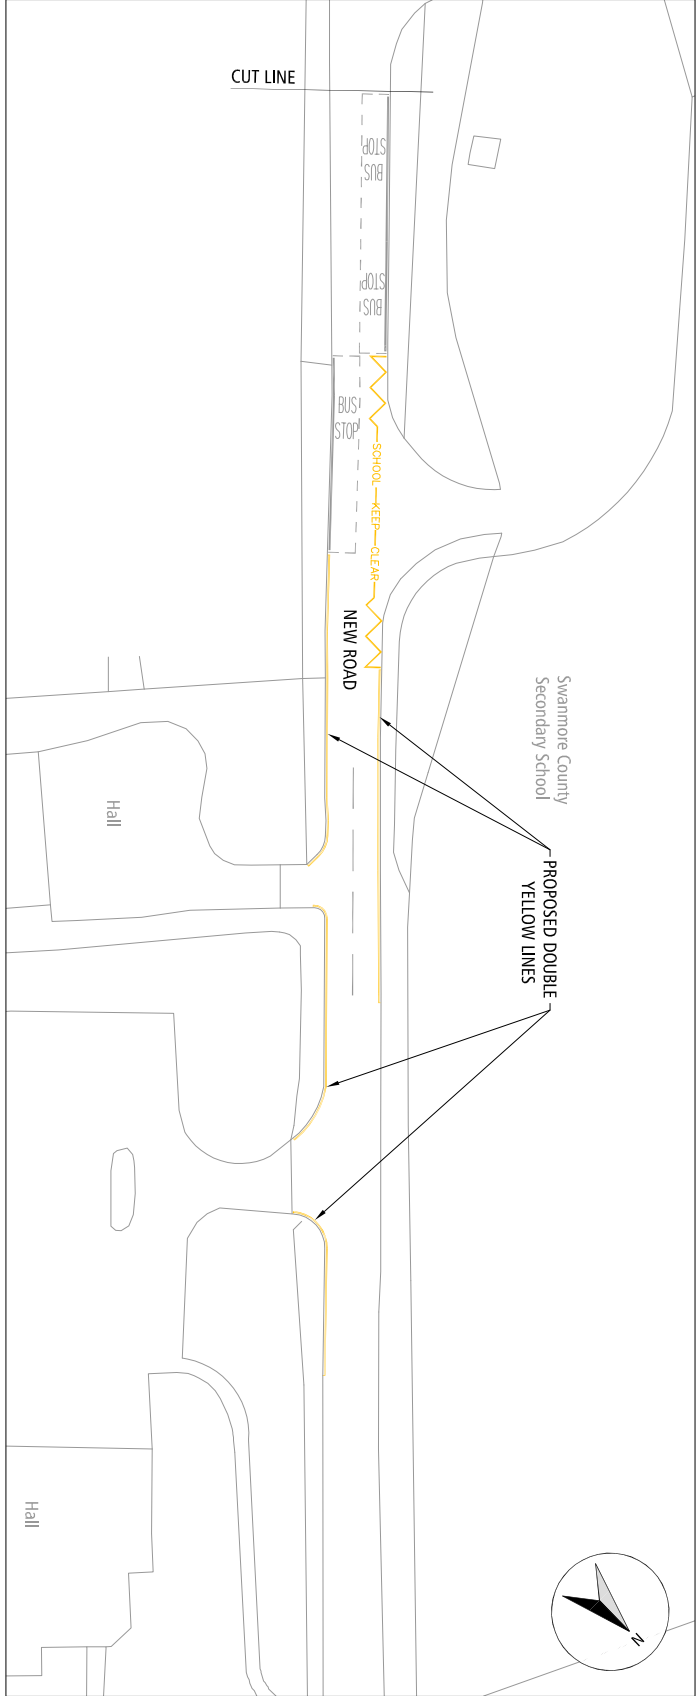 CUT LINE
BUS
STOP
BUS
STOP
BUS
STOP
SCHOOL KEEP CLEAR
NEW ROAD
Swanmore County
Secondary School
Hall
PROPOSED DOUBLE
YELLOW LINES
Hall
N